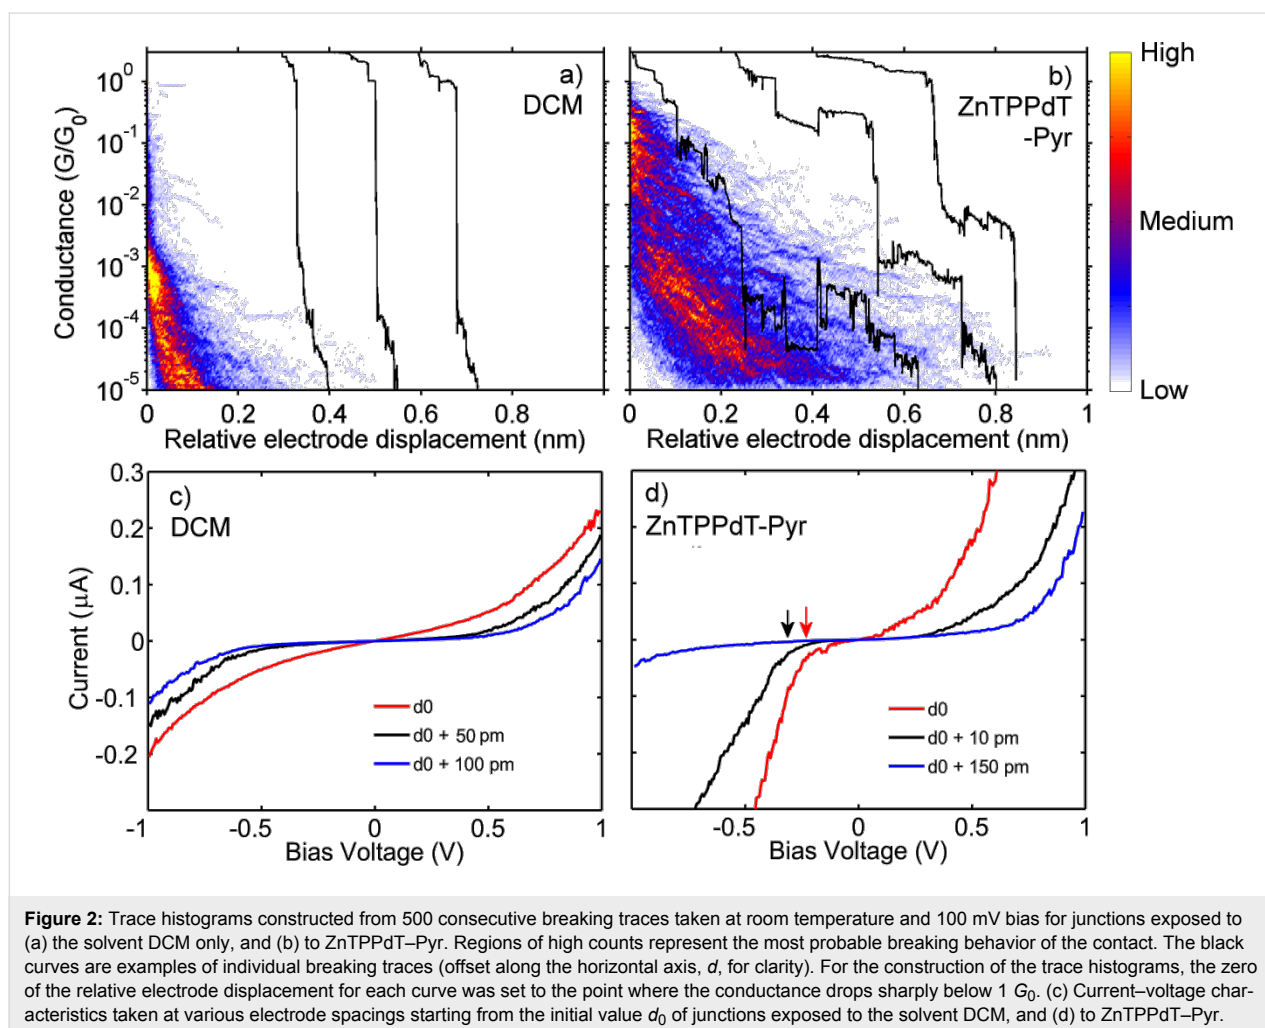 High
Medium
Low
Conductance (G/G0)
10^0
10^-1
10^-2
10^-3
10^-4
10^-5
a)
DCM
0
0.2
0.4
0.6
0.8
Relative electrode displacement (nm)
b)
ZnTPPdT
-Pyr
0
0.2
0.4
0.6
0.8
1
Relative electrode displacement (nm)
Current (μA)
0.3
0.2
0.1
0
-0.1
-0.2
c)
DCM
d0
d0 + 50 pm
d0 + 100 pm
-1
-0.5
0
0.5
1
Bias Voltage (V)
d)
ZnTPPdT-Pyr
d0
d0 + 10 pm
d0 + 150 pm
-0.5
0
0.5
1
Bias Voltage (V)
Figure 2: Trace histograms constructed from 500 consecutive breaking traces taken at room temperature and 100 mV bias for junctions exposed to
(a) the solvent DCM only, and (b) to ZnTPPdT–Pyr. Regions of high counts represent the most probable breaking behavior of the contact. The black
curves are examples of individual breaking traces (offset along the horizontal axis, d, for clarity). For the construction of the trace histograms, the zero
of the relative electrode displacement for each curve was set to the point where the conductance drops sharply below 1 G0. (c) Current–voltage char-
acteristics taken at various electrode spacings starting from the initial value d0 of junctions exposed to the solvent DCM, and (d) to ZnTPPdT–Pyr.